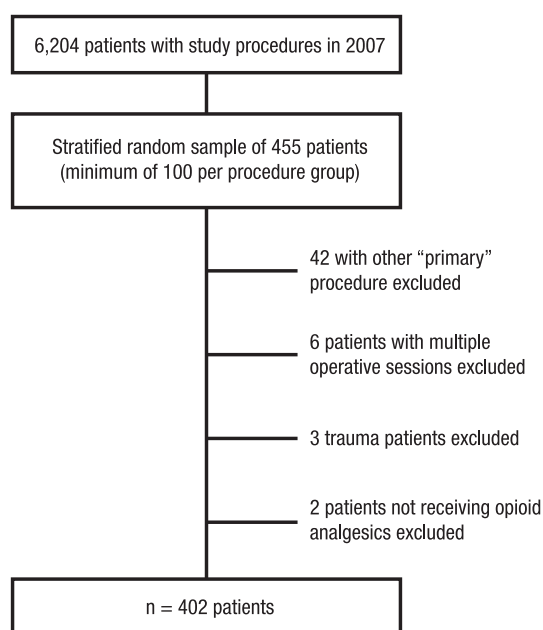 6,204 patients with study procedures in 2007
Stratified random sample of 455 patients
(minimum of 100 per procedure group)
42 with other “primary”
procedure excluded
6 patients with multiple
operative sessions excluded
3 trauma patients excluded
2 patients not receiving opioid
analgesics excluded
n = 402 patients